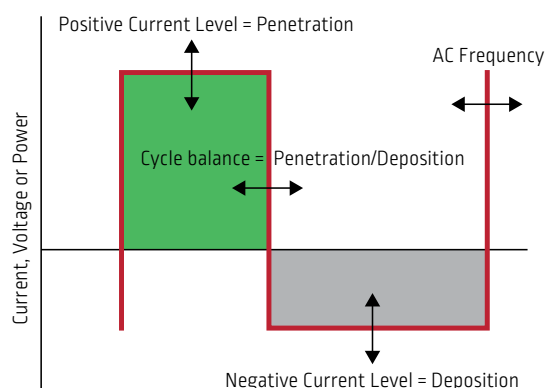 Positive Current Level = Penetration
AC Frequency
Cycle balance = Penetration/Deposition
Current, Voltage or Power
Negative Current Level = Deposition